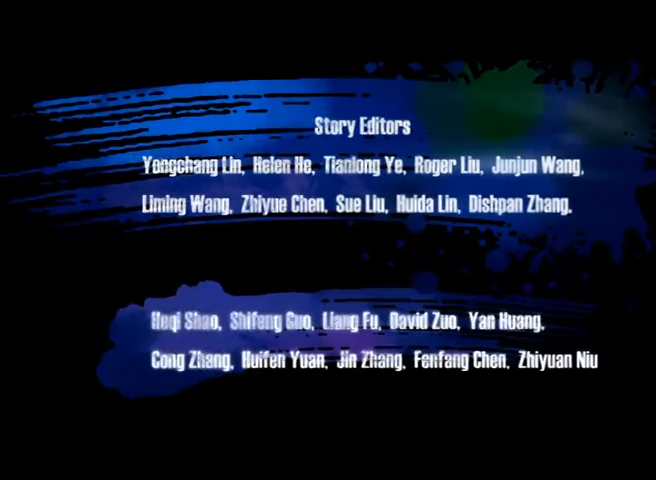 Story Editors
Yongchang Lin, Helen He, Tianlong Ye, Roger Liu, Junjun Wang,
Liming Wang, Zhiyue Chen, Sue Liu, Huida Lin, Dishpan Zhang,
Heqi Shao, Shifeng Guo, Liang Fu, David Zuo, Yan Huang,
Cong Zhang, Huifen Yuan, Jin Zhang, Fenfang Chen, Zhiyuan Niu